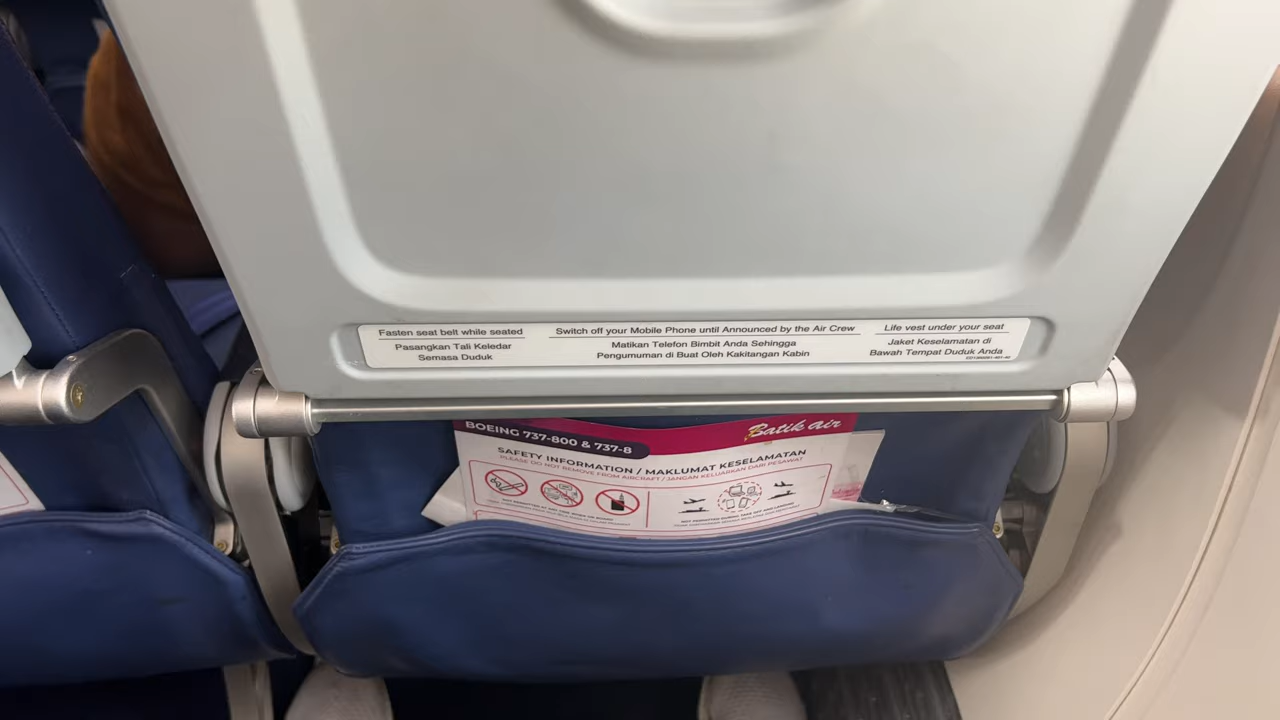 Fasten seat belt while seated
Pasangkan Tali Keledar
Semasa Duduk
Switch off your Mobile Phone until Announced by the Air Crew
Matikan Telefon Bimbit Anda Sehingga
Pengumuman di Buat Oleh Kakitangan Kabin
Life vest under your seat
Jaket Keselamatan di
Bawah Tempat Duduk Anda
BOEING 737-800 & 737-8
Batik air
SAFETY INFORMATION / MAKLUMAT KESELAMATAN
PLEASE DO NOT REMOVE FROM AIRCRAFT / JANGAN KELUARKAN DARI PESAWAT